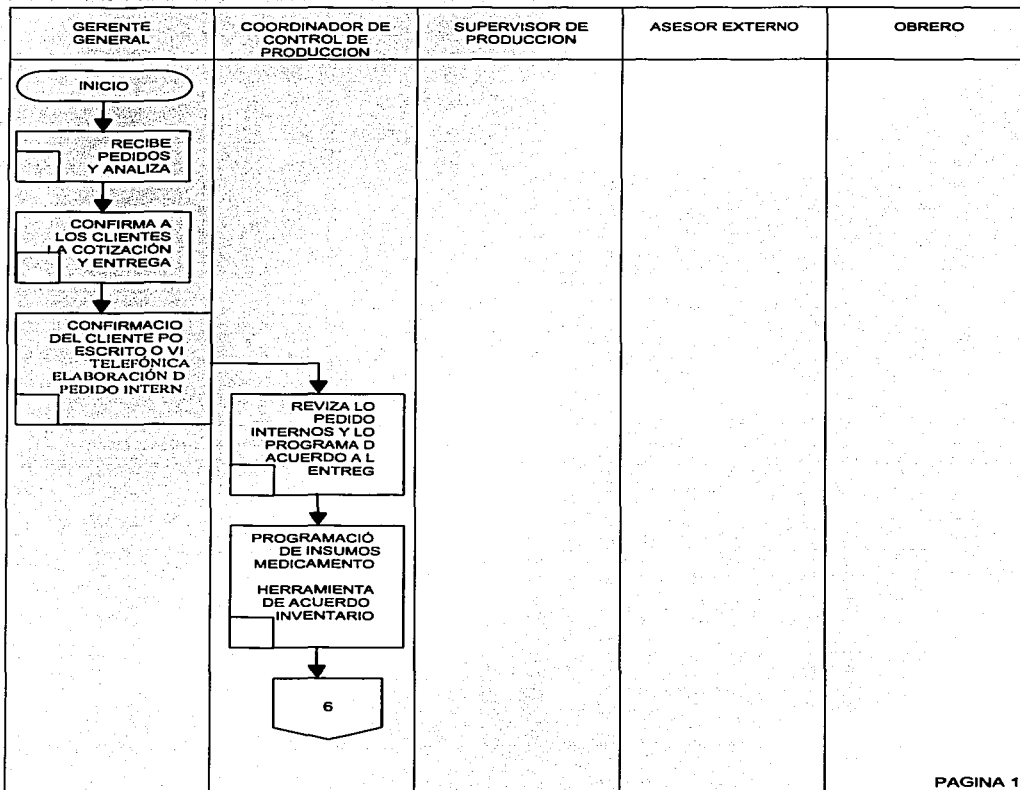 GERENTE
GENERAL
COORDINADOR DE
CONTROL DE
PRODUCCION
SUPERVISOR DE
PRODUCCION
ASESOR EXTERNO
OBRERO
INICIO
RECIBE
PEDIDOS
Y ANALIZA
CONFIRMA A
LOS CLIENTES
LA COTIZACIÓN
Y ENTREGA
CONFIRMACIO
DEL CLIENTE PO
ESCRITO O VI
TELEFÓNICA
ELABORACIÓN D
PEDIDO INTERN
REVIZA LO
PEDIDO
INTERNOS Y LO
PROGRAMA D
ACUERDO A L
ENTREG
PROGRAMACIÓ
DE INSUMOS
MEDICAMENTO
HERRAMIENTA
DE ACUERDO
INVENTARIO
6
PAGINA 1